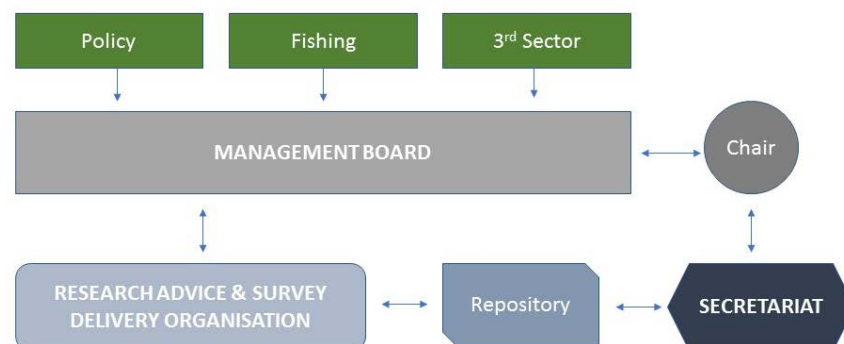 Policy
Fishing
3rd Sector
MANAGEMENT BOARD
Chair
RESEARCH ADVICE & SURVEY
DELIVERY ORGANISATION
Repository
SECRETARIAT